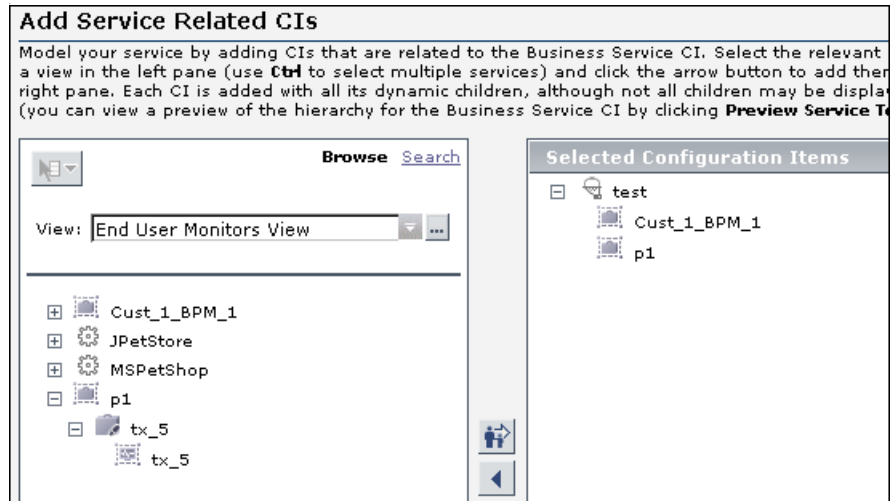 Add Service Related CIs
Model your service by adding CIs that are related to the Business Service CI. Select the relevant
a view in the left pane (use Ctrl to select multiple services) and click the arrow button to add
right pane. Each CI is added with all its dynamic children, although not all children may be
(you can view a preview of the hierarchy for the Business Service CI by clicking Preview Service
Browse Search
View: End User Monitors View ...
Cust_1_BPM_1
JPetStore
MSPetShop
p1
tx_5
tx_5
Selected Configuration Items
test
Cust_1_BPM_1
p1